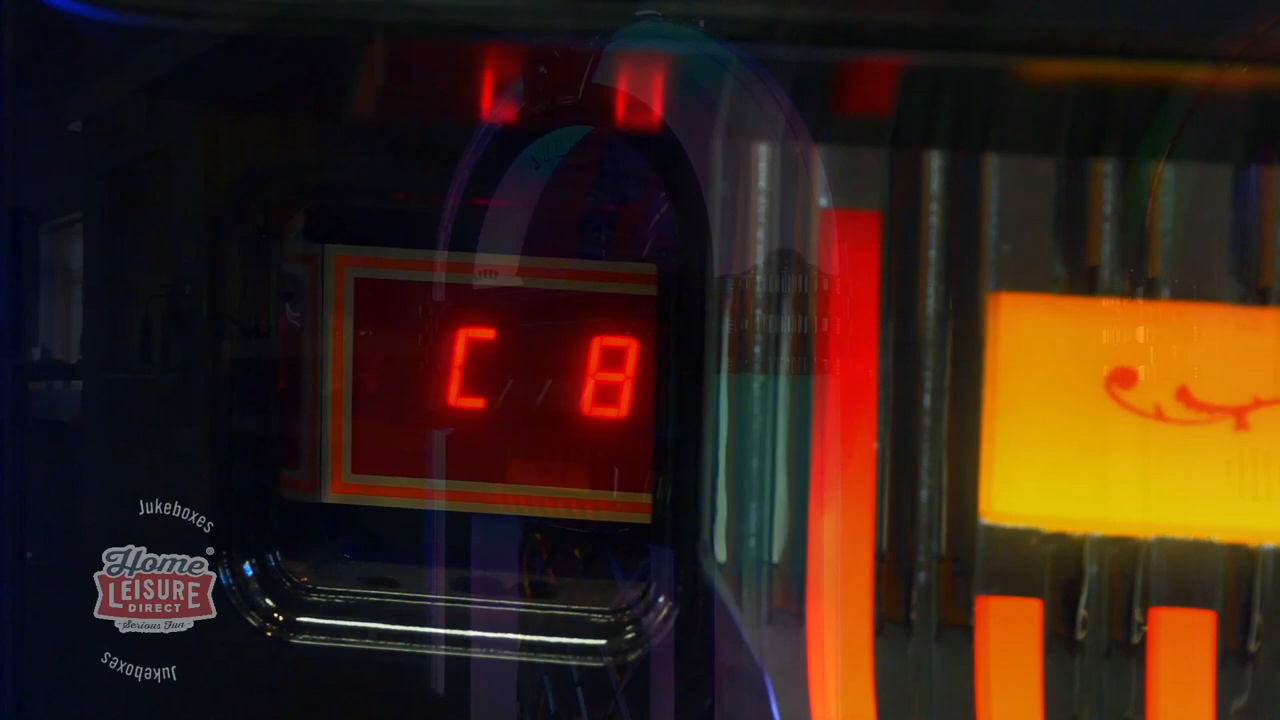 C 8
Jukeboxes
Home
LEISURE
DIRECT
Serious Fun
Jukeboxes